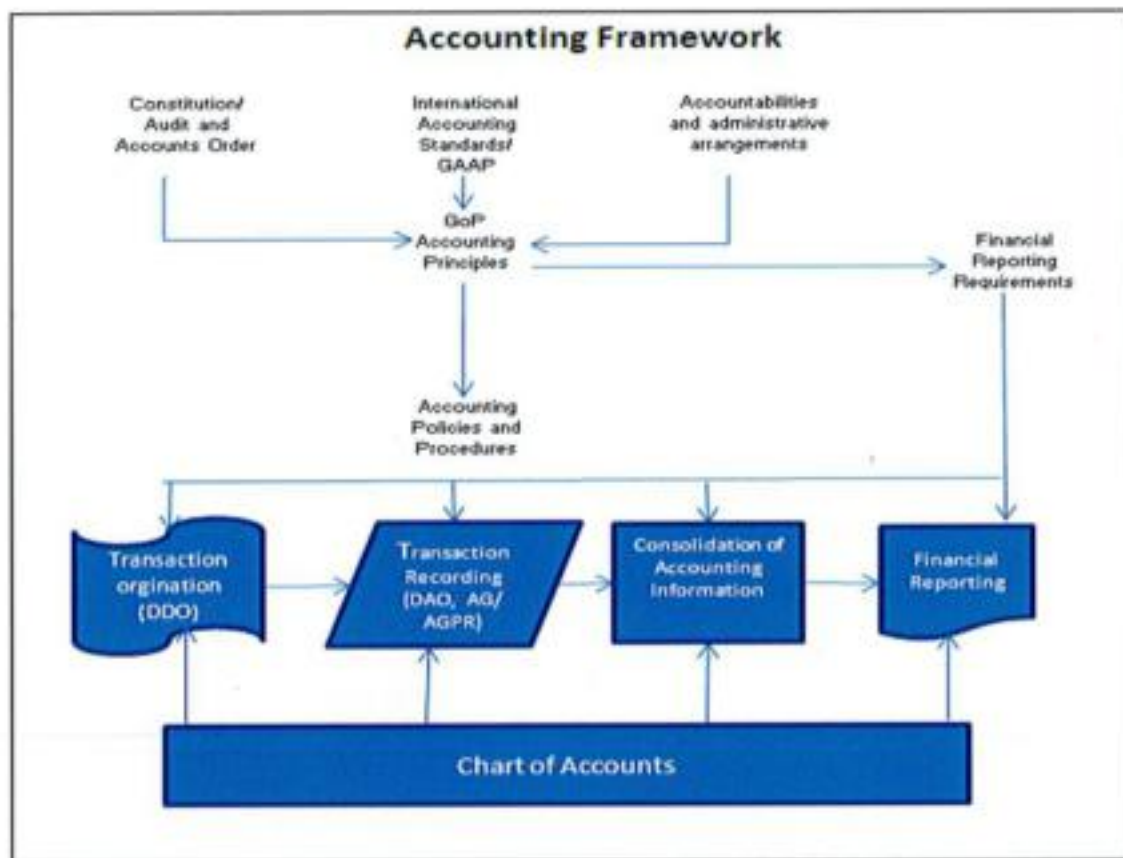 Accounting Framework
Constitution/
Audit and
Accounts Order
International
Accounting
Standards/
GAAP
Accountabilities
and administrative
arrangements
GoP
Accounting
Principles
Financial
Reporting
Requirements
Accounting
Policies and
Procedures
Transaction
orgination
(DDO)
Transaction
Recording
(DAO, AG/
AGPR)
Consolidation of
Accounting
Information
Financial
Reporting
Chart of Accounts